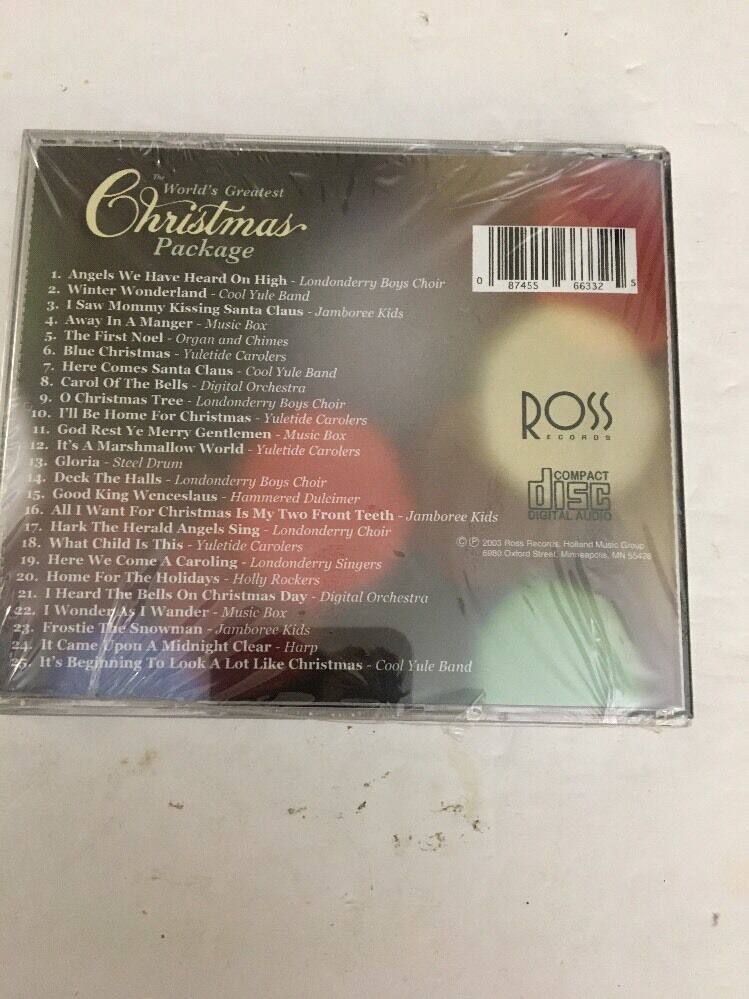 The
World's Greatest
Christmas
Package
1. Angels We Have Heard On High - Londonderry Boys Choir
2. Winter Wonderland - Cool Yule Band
3. I Saw Mommy Kissing Santa Claus - Jamboree Kids
4. Away In A Manger - Music Box
5. The First Noel - Organ and Chimes
6. Blue Christmas - Yuletide Carolers
7. Here Comes Santa Claus - Cool Yule Band
8. Carol Of The Bells - Digital Orchestra
9. O Christmas Tree - Londonderry Boys Choir
10. I'll Be Home For Christmas - Yuletide Carolers
11. God Rest Ye Merry Gentlemen - Music Box
12. It's A Marshmallow World - Yuletide Carolers
13. Gloria - Steel Drum
14. Deck The Halls - Londonderry Boys Choir
15. Good King Wenceslaus - Hammered Dulcimer
16. All I Want For Christmas Is My Two Front Teeth - Jamboree Kids
17. Hark The Herald Angels Sing - Londonderry Choir
18. What Child Is This - Yuletide Carolers
19. Here We Come A Caroling - Londonderry Singers
20. Home For The Holidays - Holly Rockers
21. I Heard The Bells On Christmas Day - Digital Orchestra
22. I Wonder As I Wander - Music Box
23. Frostie The Snowman - Jamboree Kids
24. It Came Upon A Midnight Clear - Harp
25. It's Beginning To Look A Lot Like Christmas - Cool Yule Band
0 87455 66332 5
ROSS
RECORDS
COMPACT
disc
DIGITAL AUDIO
© ℗ 2003 Ross Records, Holland Music Group
6980 Oxford Street, Minneapolis, MN 55426